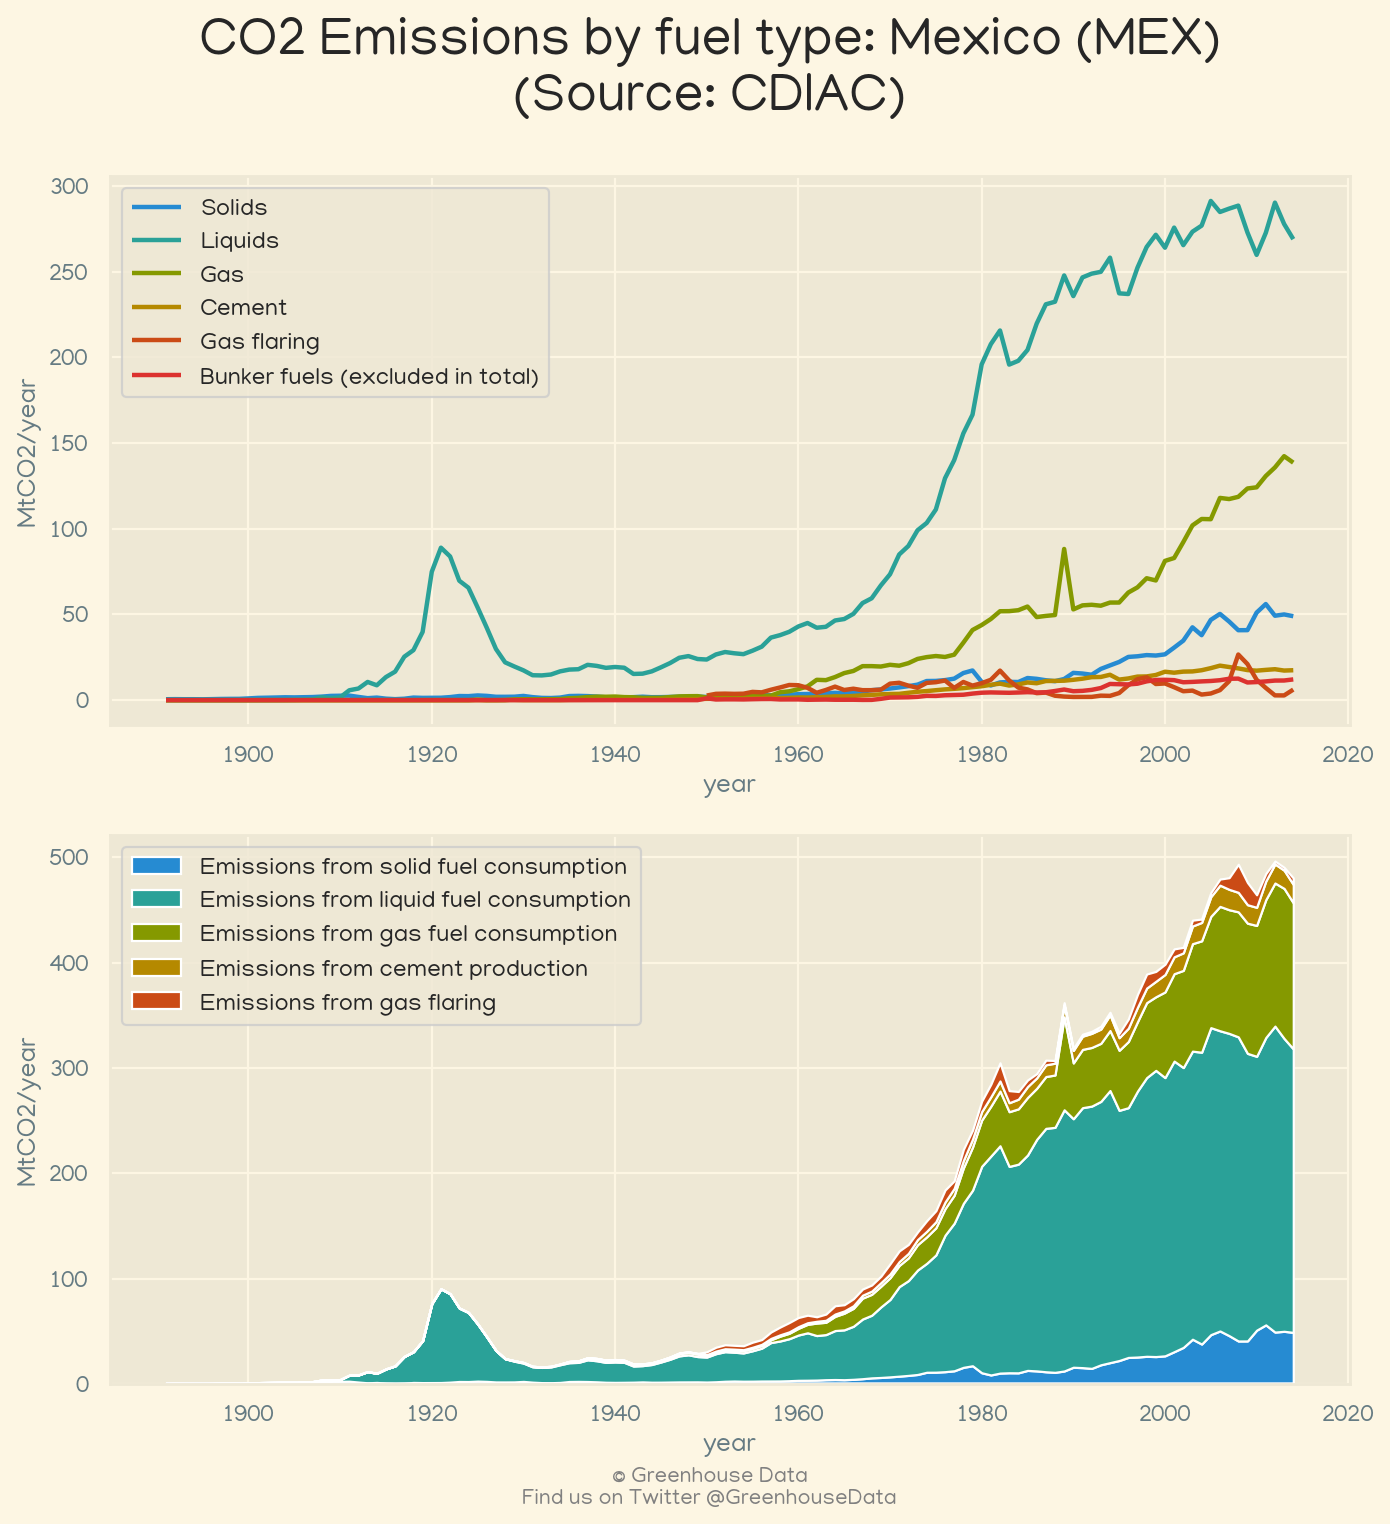 CO2 Emissions by fuel type: Mexico (MEX)
(Source: CDIAC)
300
250
200
150
100
50
0
MtCO2/year
Solids
Liquids
Gas
Cement
Gas flaring
Bunker fuels (excluded in total)
1900 1920 1940 1960 1980 2000 2020
year
500
400
300
200
100
0
MtCO2/year
Emissions from solid fuel consumption
Emissions from liquid fuel consumption
Emissions from gas fuel consumption
Emissions from cement production
Emissions from gas flaring
1900 1920 1940 1960 1980 2000 2020
year
© Greenhouse Data
Find us on Twitter @GreenhouseData